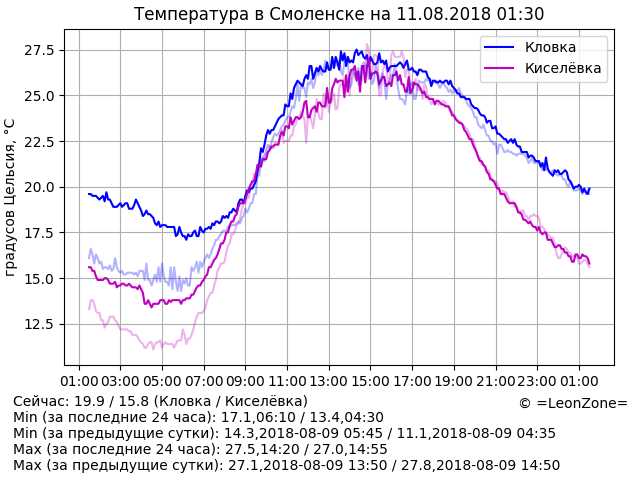 Температура в Смоленске на 11.08.2018 01:30
градусов Цельсия, °C
27.5
25.0
22.5
20.0
17.5
15.0
12.5
Кловка
Киселёвка
01:00 03:00 05:00 07:00 09:00 11:00 13:00 15:00 17:00 19:00 21:00 23:00 01:00
Сейчас: 19.9 / 15.8 (Кловка / Киселёвка)
© =LeonZone=
Min (за последние 24 часа): 17.1,06:10 / 13.4,04:30
Min (за предыдущие сутки): 14.3,2018-08-09 05:45 / 11.1,2018-08-09 04:35
Max (за последние 24 часа): 27.5,14:20 / 27.0,14:55
Max (за предыдущие сутки): 27.1,2018-08-09 13:50 / 27.8,2018-08-09 14:50